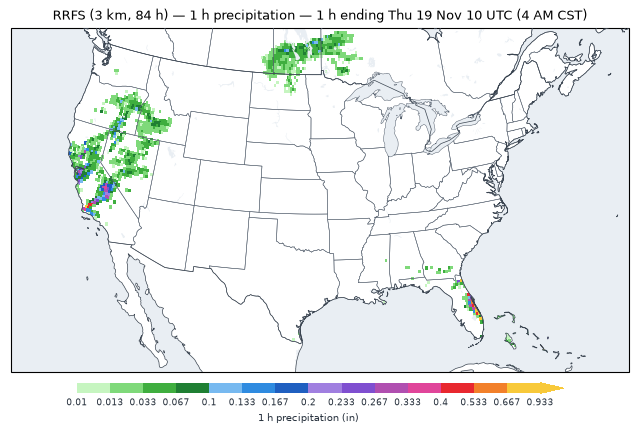 RRFS (3 km, 84 h) — 1 h precipitation — 1 h ending Thu 19 Nov 10 UTC (4 AM CST)
0.01 0.013 0.033 0.067 0.1 0.133 0.167 0.2 0.233 0.267 0.333 0.4 0.533 0.667 0.933
1 h precipitation (in)